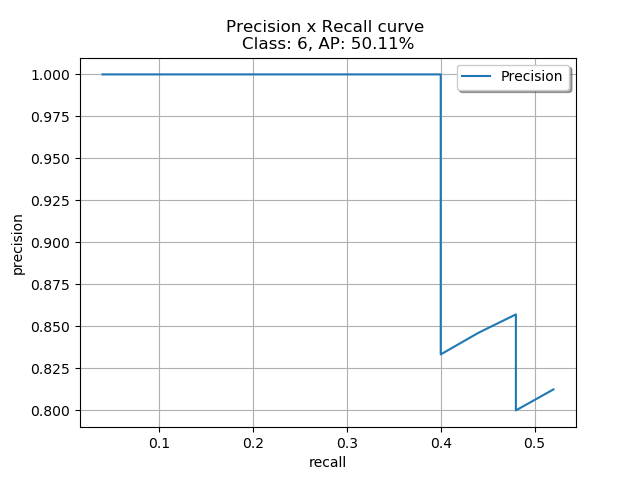 Precision x Recall curve
Class: 6, AP: 50.11%
Precision
1.000
0.975
0.950
0.925
0.900
0.875
0.850
0.825
0.800
precision
0.1 0.2 0.3 0.4 0.5
recall